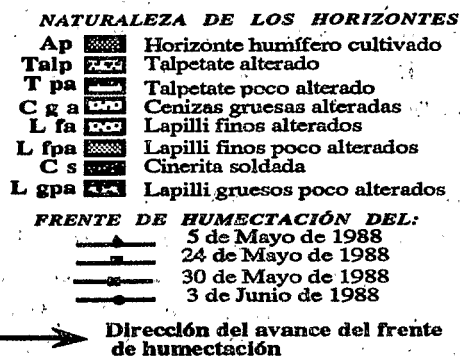 NATURALEZA DE LOS HORIZONTES
Ap Horizonte humífero cultivado
Talp Talpetate alterado
T pa Talpetate poco alterado
C g a Cenizas gruesas alteradas
L fa Lapilli finos alterados
L fpa Lapilli finos poco alterados
C s Cinerita soldada
L gpa Lapilli gruesos poco alterados
FRENTE DE HUMECTACIÓN DEL:
5 de Mayo de 1988
24 de Mayo de 1988
30 de Mayo de 1988
3 de Junio de 1988
Dirección del avance del frente
de humectación